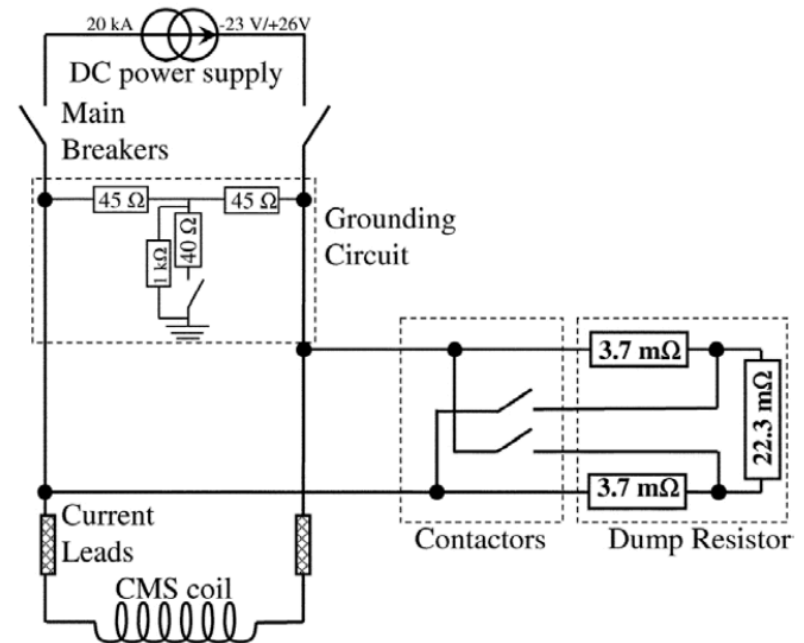 20 kA
-23 V/+26V
DC power supply
Main
Breakers
45 Ω
45 Ω
1 kΩ
40 Ω
Grounding
Circuit
3.7 mΩ
22.3 mΩ
3.7 mΩ
Current
Leads
Contactors
Dump Resistor
CMS coil